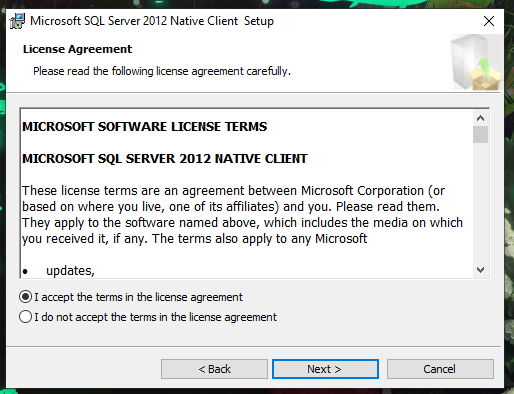 Microsoft SQL Server 2012 Native Client  Setup
License Agreement
Please read the following license agreement carefully.
MICROSOFT SOFTWARE LICENSE TERMS
MICROSOFT SQL SERVER 2012 NATIVE CLIENT
These license terms are an agreement between Microsoft Corporation (or
based on where you live, one of its affiliates) and you. Please read them.
They apply to the software named above, which includes the media on which
you received it, if any. The terms also apply to any Microsoft
• updates,
I accept the terms in the license agreement
I do not accept the terms in the license agreement
< Back
Next >
Cancel